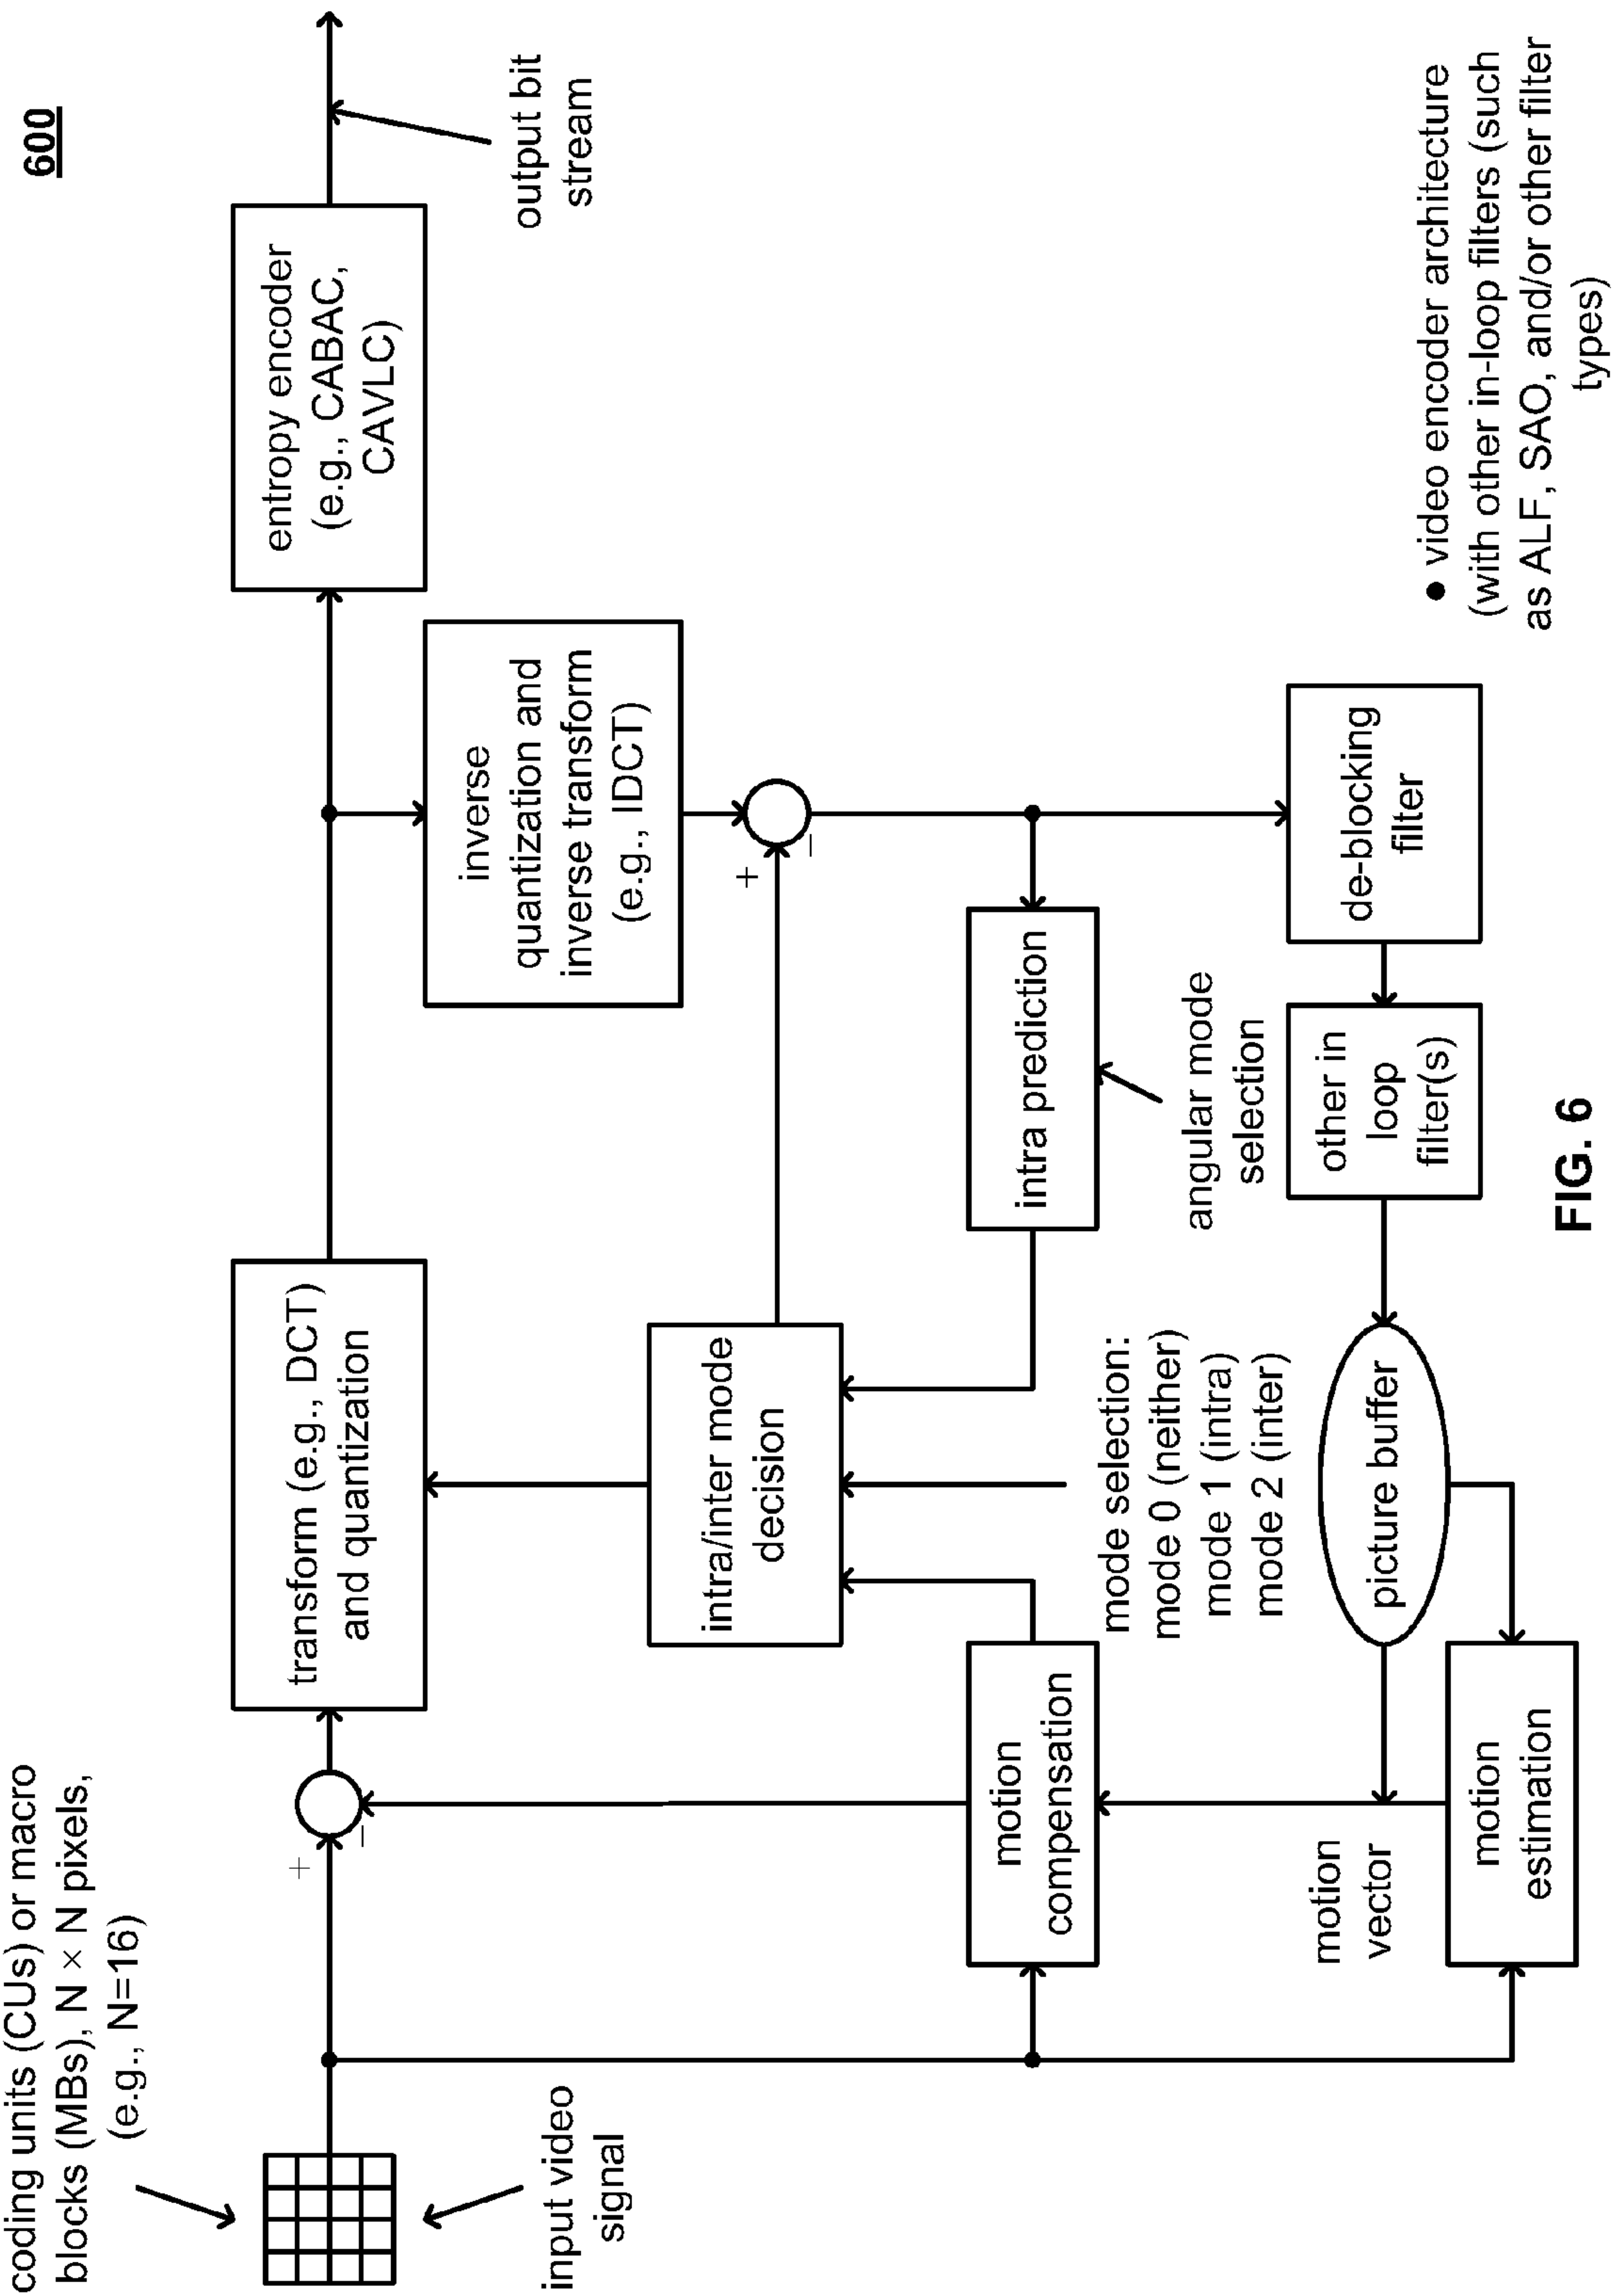 600
coding units (CUs) or macro
blocks (MBs), N × N pixels,
(e.g., N=16)
input video
signal
+
−
transform (e.g., DCT)
and quantization
entropy encoder
(e.g., CABAC,
CAVLC)
output bit
stream
inverse
quantization and
inverse transform
(e.g., IDCT)
+
−
intra/inter mode
decision
motion
compensation
intra prediction
angular mode
selection
mode selection:
mode 0 (neither)
mode 1 (intra)
mode 2 (inter)
motion
vector
motion
estimation
picture buffer
other in
loop
filter(s)
de-blocking
filter
● video encoder architecture
(with other in-loop filters (such
as ALF, SAO, and/or other filter
types)
FIG. 6